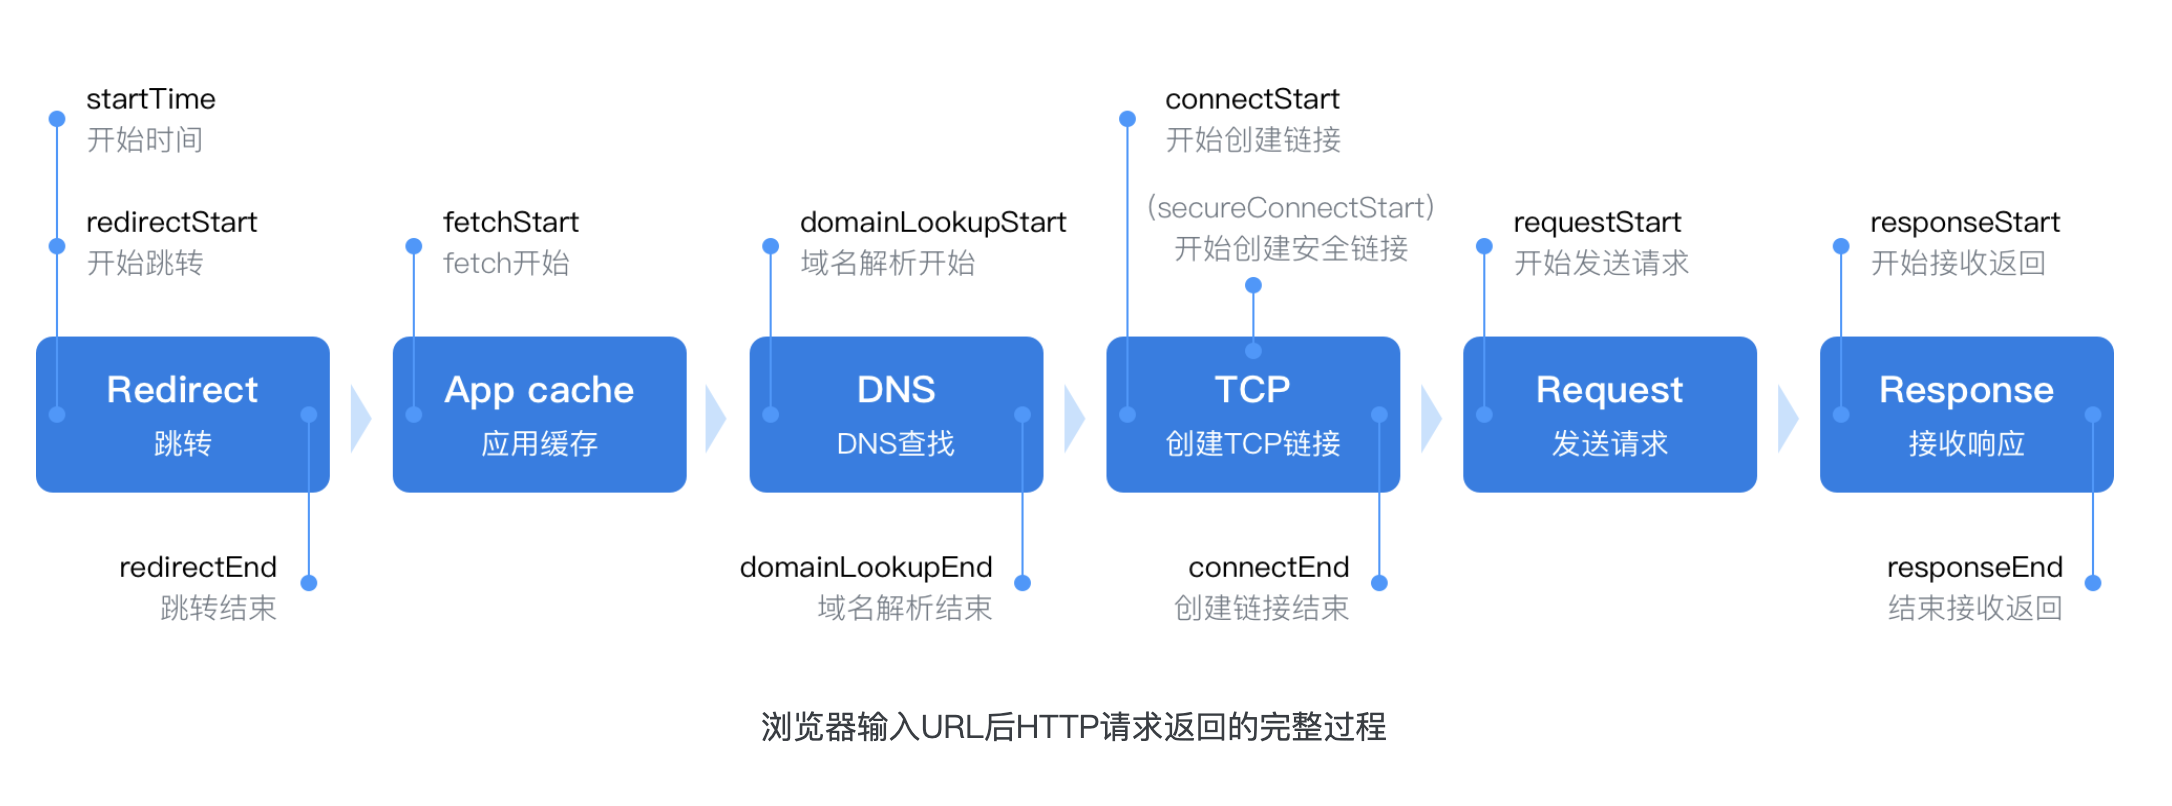 startTime
开始时间
redirectStart
开始跳转
fetchStart
fetch开始
domainLookupStart
域名解析开始
connectStart
开始创建链接
(secureConnectStart)
开始创建安全链接
requestStart
开始发送请求
responseStart
开始接收返回
Redirect
跳转
App cache
应用缓存
DNS
DNS查找
TCP
创建TCP链接
Request
发送请求
Response
接收响应
redirectEnd
跳转结束
domainLookupEnd
域名解析结束
connectEnd
创建链接结束
responseEnd
结束接收返回
浏览器输入URL后HTTP请求返回的完整过程